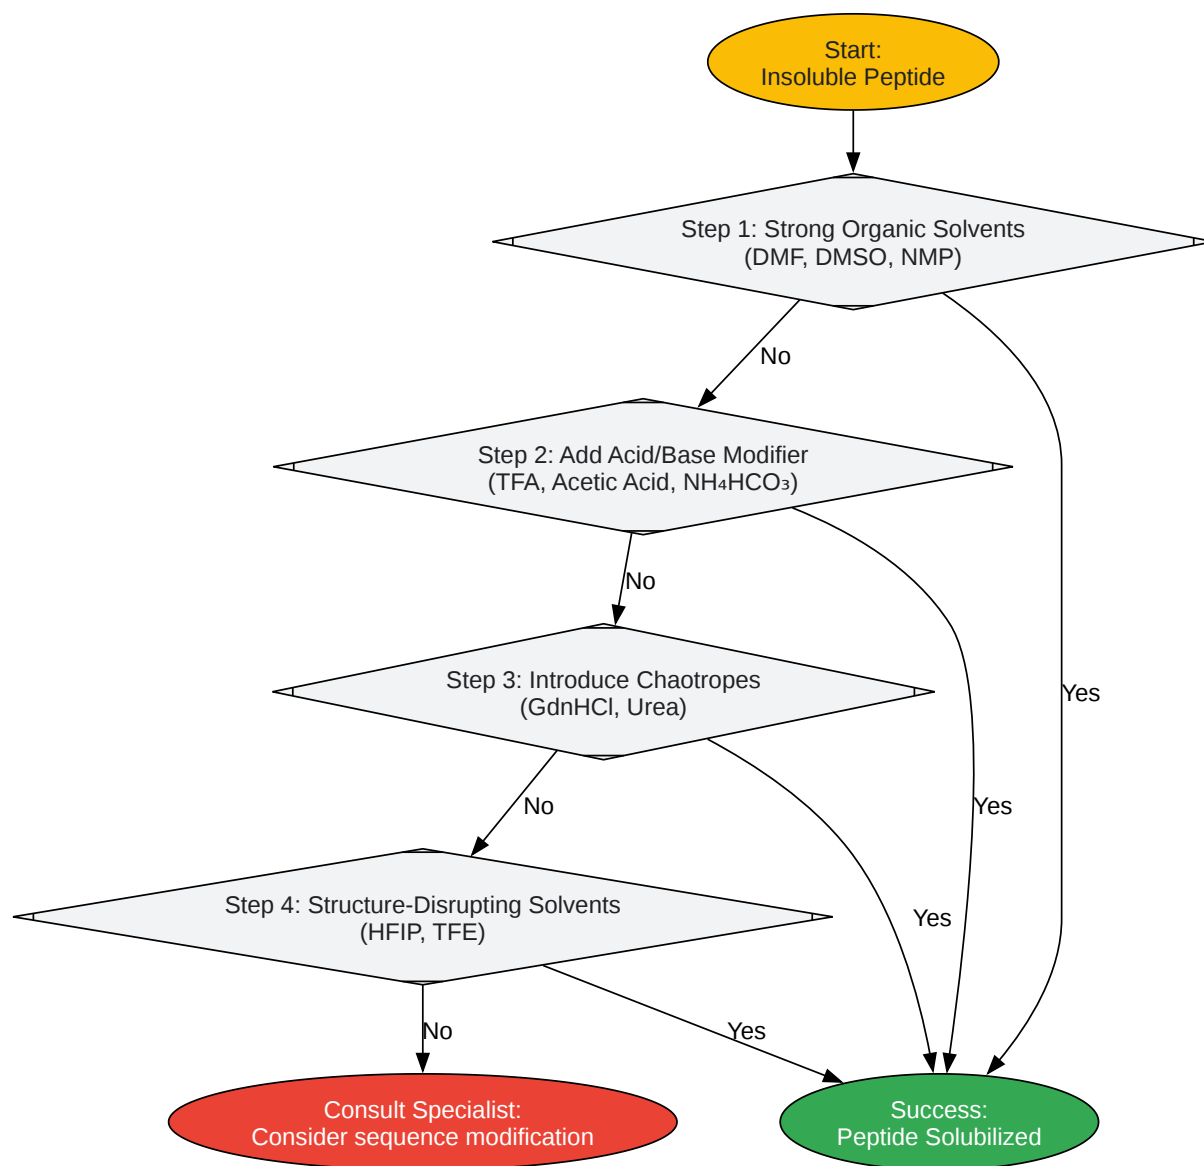 Start:
Insoluble Peptide
Step 1: Strong Organic Solvents
(DMF, DMSO, NMP)
No
Step 2: Add Acid/Base Modifier
(TFA, Acetic Acid, NH₄HCO₃)
No
Step 3: Introduce Chaotropes
(GdnHCl, Urea)
Yes
No
Yes
Step 4: Structure-Disrupting Solvents
(HFIP, TFE)
Yes
No
Yes
Consult Specialist:
Consider sequence modification
Success:
Peptide Solubilized